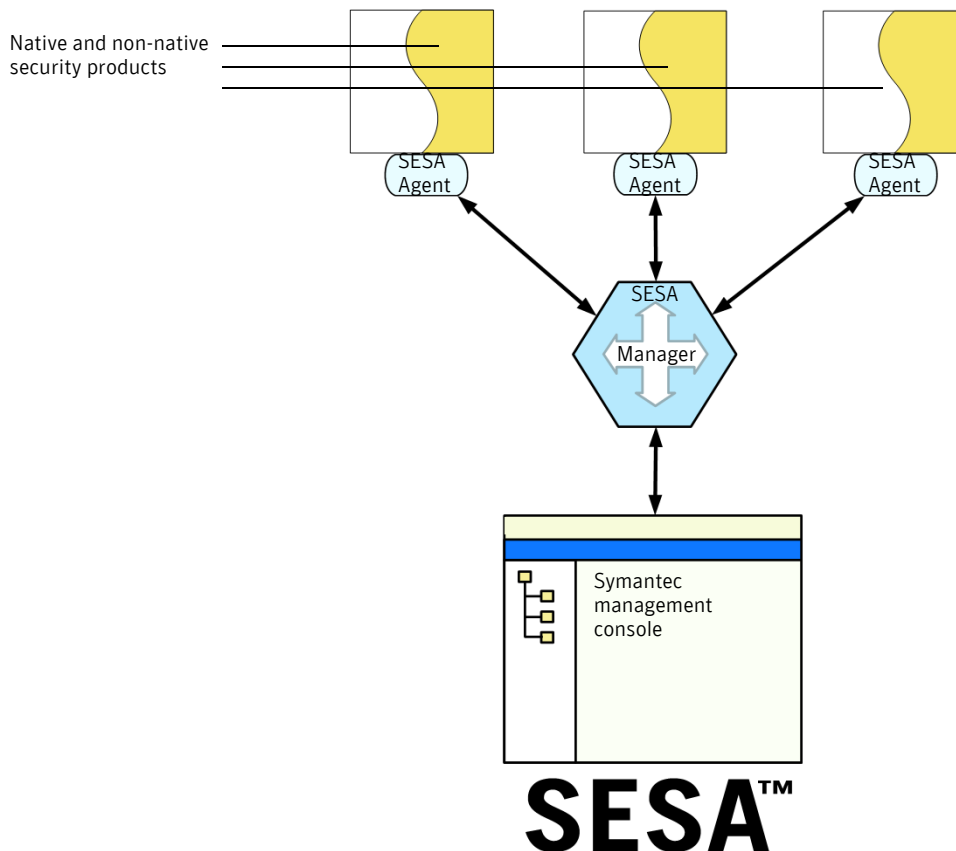 Native and non-native
security products
SESA
Agent
SESA
Agent
SESA
Agent
SESA
Manager
Symantec
management
console
SESA™